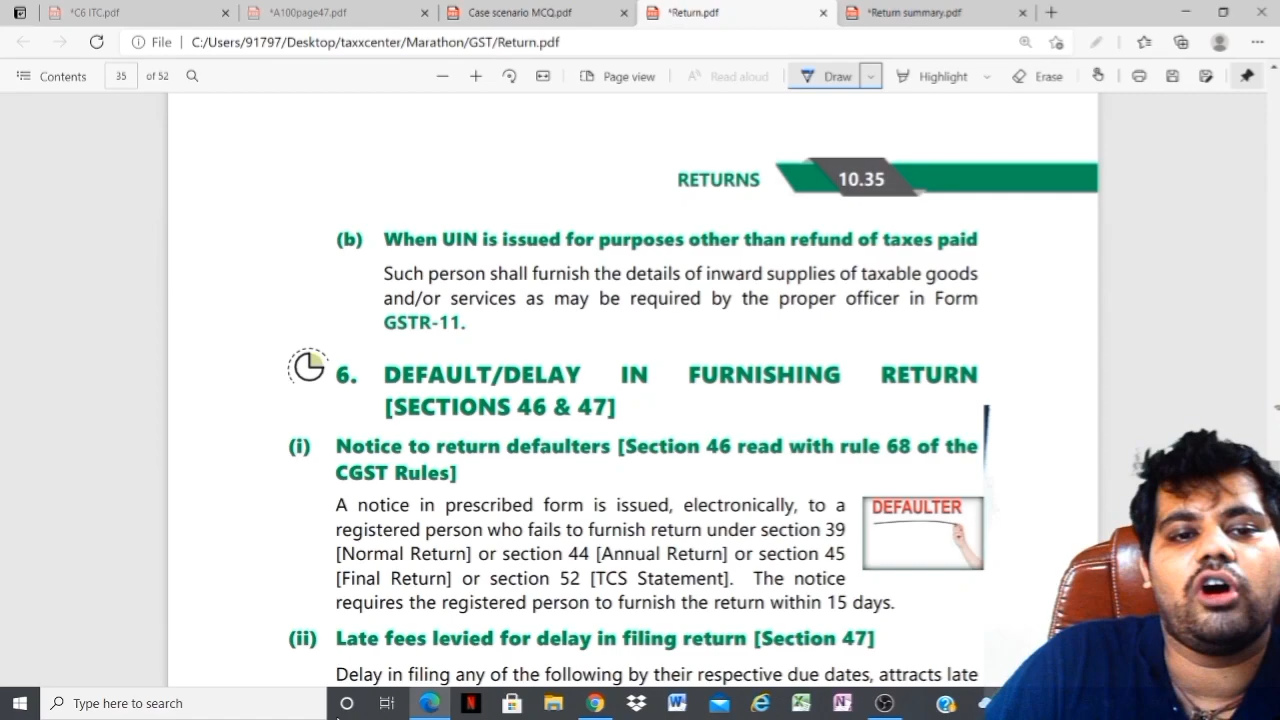 *C6 ITC.pdf
*A100page47.pdf
Case scenario MCQ.pdf
*Return.pdf
*Return summary.pdf
File
C:/Users/91797/Desktop/taxxcenter/Marathon/GST/Return.pdf
Contents
35
of 52
Page view
Read aloud
Draw
Highlight
Erase
RETURNS
10.35
(b) When UIN is issued for purposes other than refund of taxes paid
Such person shall furnish the details of inward supplies of taxable goods
and/or services as may be required by the proper officer in Form
GSTR-11.
6. DEFAULT/DELAY IN FURNISHING RETURN
[SECTIONS 46 & 47]
(i) Notice to return defaulters [Section 46 read with rule 68 of the
CGST Rules]
A notice in prescribed form is issued, electronically, to a
registered person who fails to furnish return under section 39
[Normal Return] or section 44 [Annual Return] or section 45
[Final Return] or section 52 [TCS Statement]. The notice
requires the registered person to furnish the return within 15 days.
DEFAULTER
(ii) Late fees levied for delay in filing return [Section 47]
Delay in filing any of the following by their respective due dates, attracts late
Type here to search